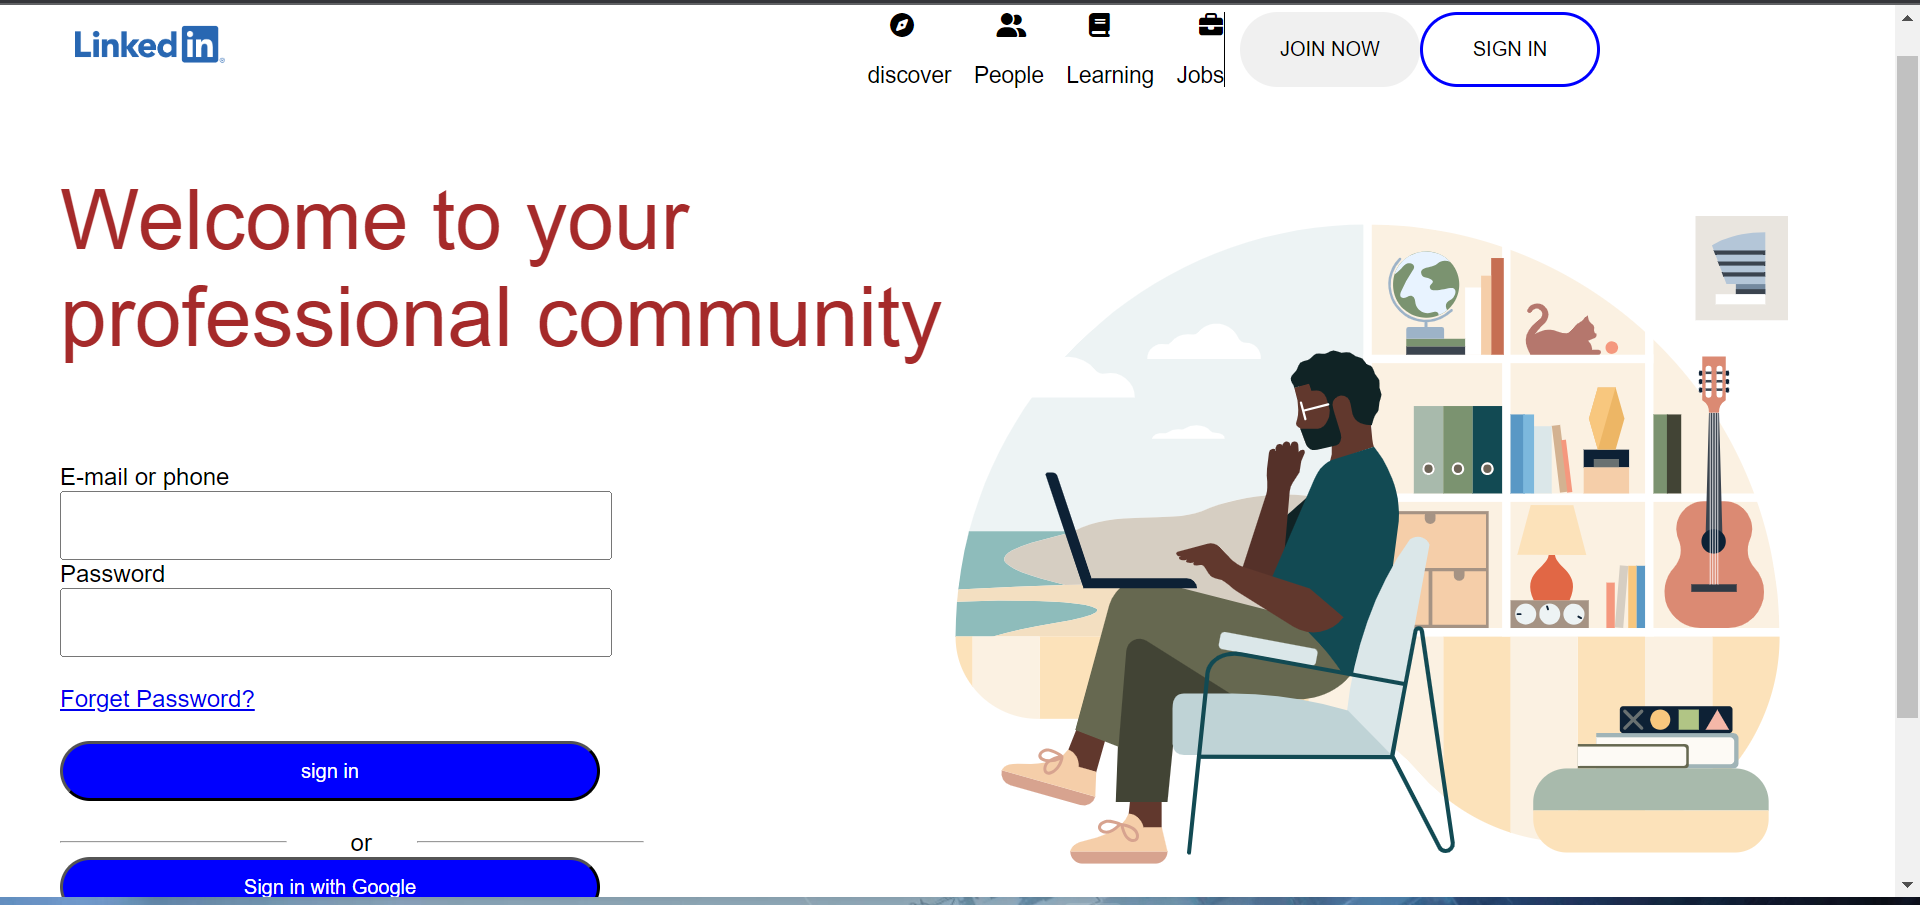 Linked in
discover People Learning Jobs JOIN NOW SIGN IN
Welcome to your
professional community
E-mail or phone
Password
Forget Password?
sign in
or
Sign in with Google